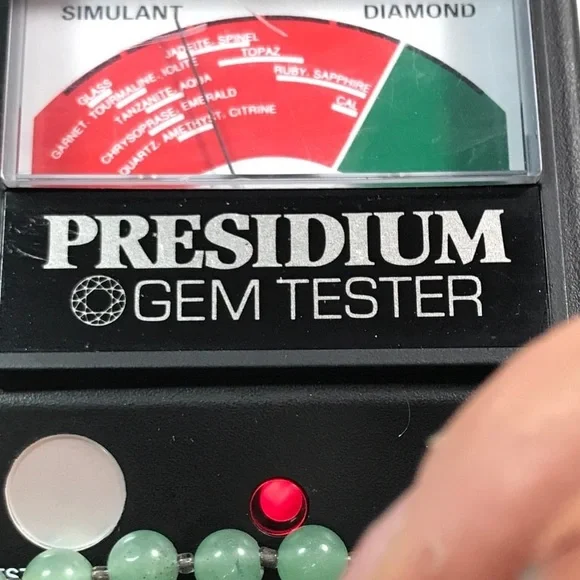 SIMULANT DIAMOND
JADEITE, SPINEL
TOPAZ
GLASS
RUBY, SAPPHIRE
GARNET, TOURMALINE, IOLITE
TANZANITE, AQUA
CAL
CHRYSOPRASE, EMERALD
QUARTZ, AMETHYST, CITRINE
PRESIDIUM
GEM TESTER